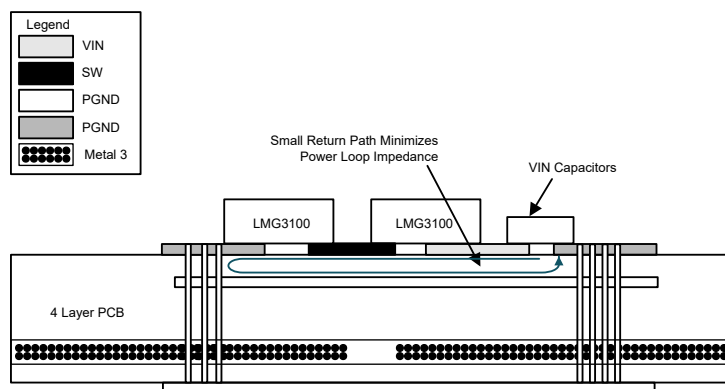 Legend
VIN
SW
PGND
PGND
Metal 3
Small Return Path Minimizes
Power Loop Impedance
VIN Capacitors
LMG3100
LMG3100
4 Layer PCB